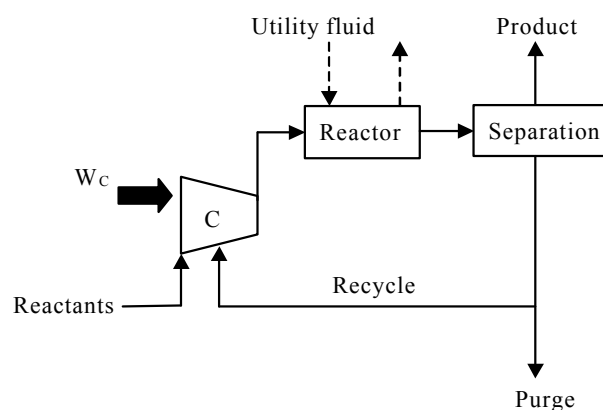 Utility fluid
Product
Reactor
Separation
WC
C
Reactants
Recycle
Purge